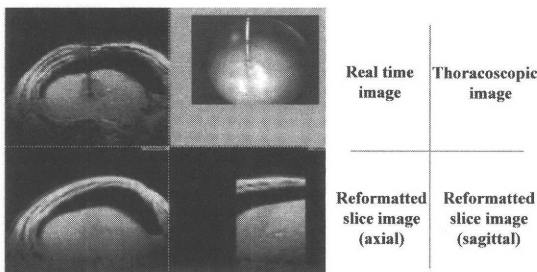 Real time
image
Thoracoscopic
image
Reformatted
slice image
(axial)
Reformatted
slice image
(sagittal)